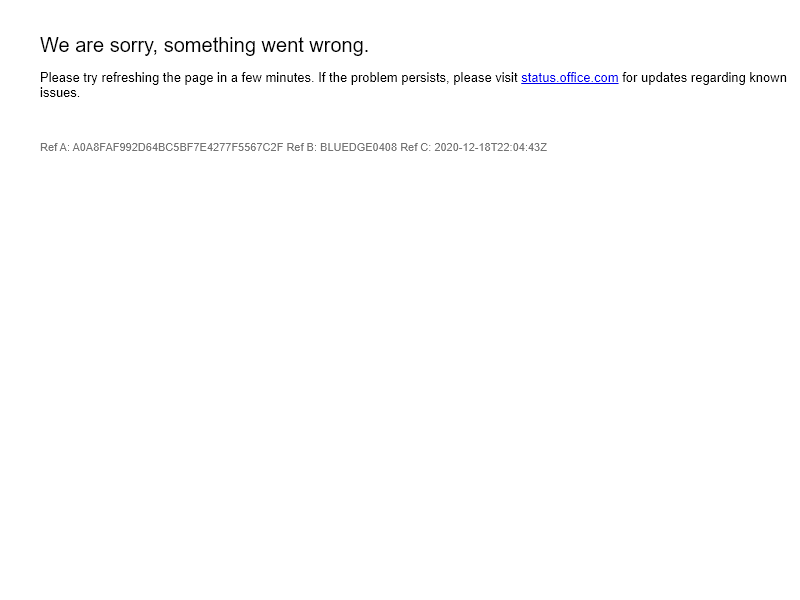 We are sorry, something went wrong.
Please try refreshing the page in a few minutes. If the problem persists, please visit status.office.com for updates regarding known
issues.
Ref A: A0A8FAF992D64BC5BF7E4277F5567C2F Ref B: BLUEDGE0408 Ref C: 2020-12-18T22:04:43Z